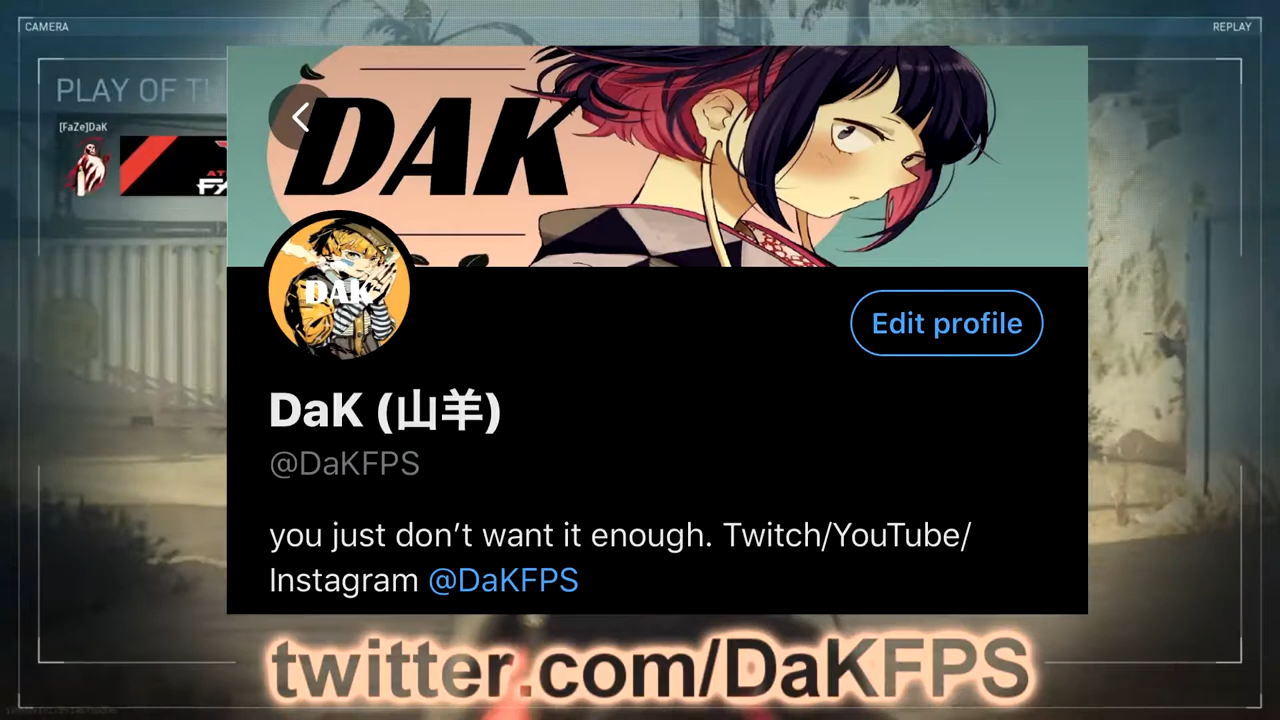 CAMERA
REPLAY
PLAY OF TH
[FaZe]DaK
DAK
DAK
Edit profile
DaK (山羊)
@DaKFPS
you just don’t want it enough. Twitch/YouTube/
Instagram @DaKFPS
twitter.com/DaKFPS